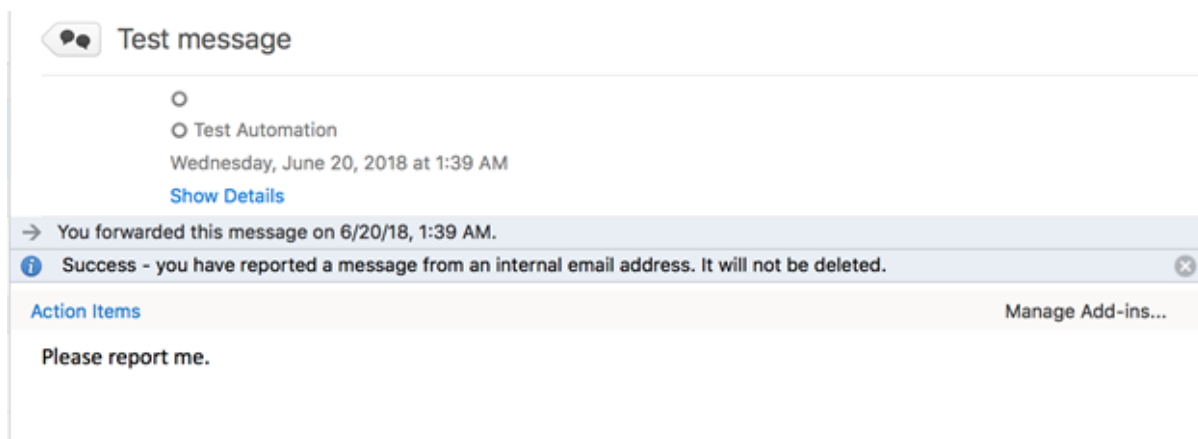 Test message
Test Automation
Wednesday, June 20, 2018 at 1:39 AM
Show Details
You forwarded this message on 6/20/18, 1:39 AM.
Success - you have reported a message from an internal email address. It will not be deleted.
Action Items Manage Add-ins...
Please report me.